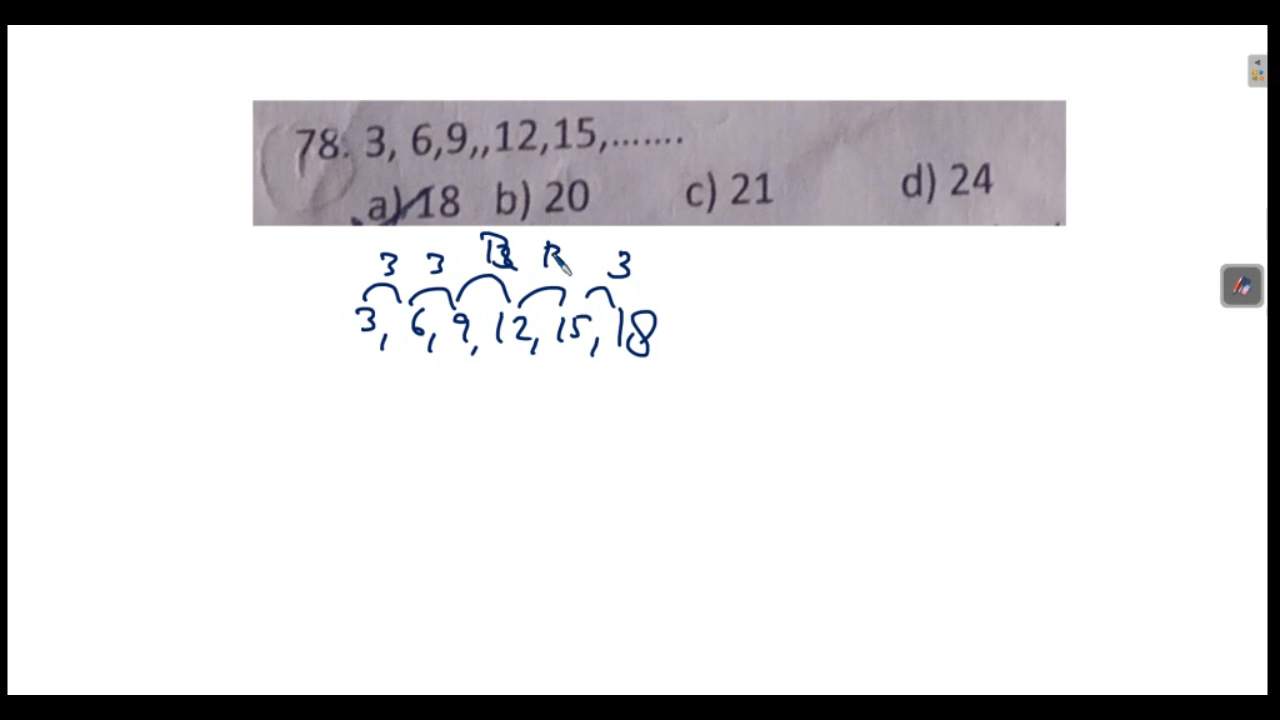 78. 3, 6,9,,12,15,.......
a) 18 b) 20 c) 21 d) 24
3 3 3
3, 6, 9, 12, 15, 18